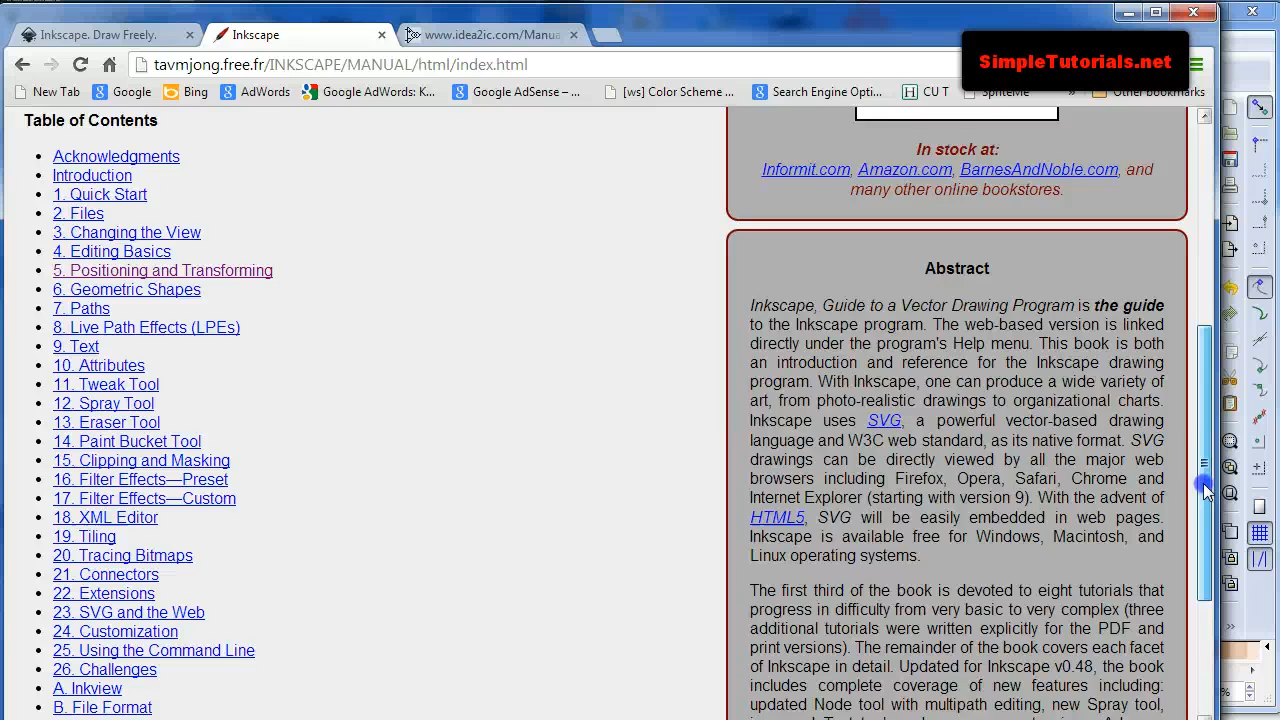 Inkscape. Draw Freely.
Inkscape
www.idea2ic.com/Manua
SimpleTutorials.net
tavmjong.free.fr/INKSCAPE/MANUAL/html/index.html
New Tab
Google
Bing
AdWords
Google AdWords: K...
Google AdSense – ...
[ws] Color Scheme ...
Search Engine Opti...
CU T
SpriteMe
»
Other bookmarks
Table of Contents
Acknowledgments
Introduction
1. Quick Start
2. Files
3. Changing the View
4. Editing Basics
5. Positioning and Transforming
6. Geometric Shapes
7. Paths
8. Live Path Effects (LPEs)
9. Text
10. Attributes
11. Tweak Tool
12. Spray Tool
13. Eraser Tool
14. Paint Bucket Tool
15. Clipping and Masking
16. Filter Effects—Preset
17. Filter Effects—Custom
18. XML Editor
19. Tiling
20. Tracing Bitmaps
21. Connectors
22. Extensions
23. SVG and the Web
24. Customization
25. Using the Command Line
26. Challenges
A. Inkview
B. File Format
In stock at:
Informit.com, Amazon.com, BarnesAndNoble.com, and
many other online bookstores.
Abstract
Inkscape, Guide to a Vector Drawing Program is the guide
to the Inkscape program. The web-based version is linked
directly under the program's Help menu. This book is both
an introduction and reference for the Inkscape drawing
program. With Inkscape, one can produce a wide variety of
art, from photo-realistic drawings to organizational charts.
Inkscape uses SVG, a powerful vector-based drawing
language and W3C web standard, as its native format. SVG
drawings can be directly viewed by all the major web
browsers including Firefox, Opera, Safari, Chrome and
Internet Explorer (starting with version 9). With the advent of
HTML5, SVG will be easily embedded in web pages.
Inkscape is available free for Windows, Macintosh, and
Linux operating systems.
The first third of the book is devoted to eight tutorials that
progress in difficulty from very basic to very complex (three
additional tutorials were written explicitly for the PDF and
print versions). The remainder of the book covers each facet
of Inkscape in detail. Updated for Inkscape v0.48, the book
includes complete coverage of new features including:
updated Node tool with multipath editing, new Spray tool,
%